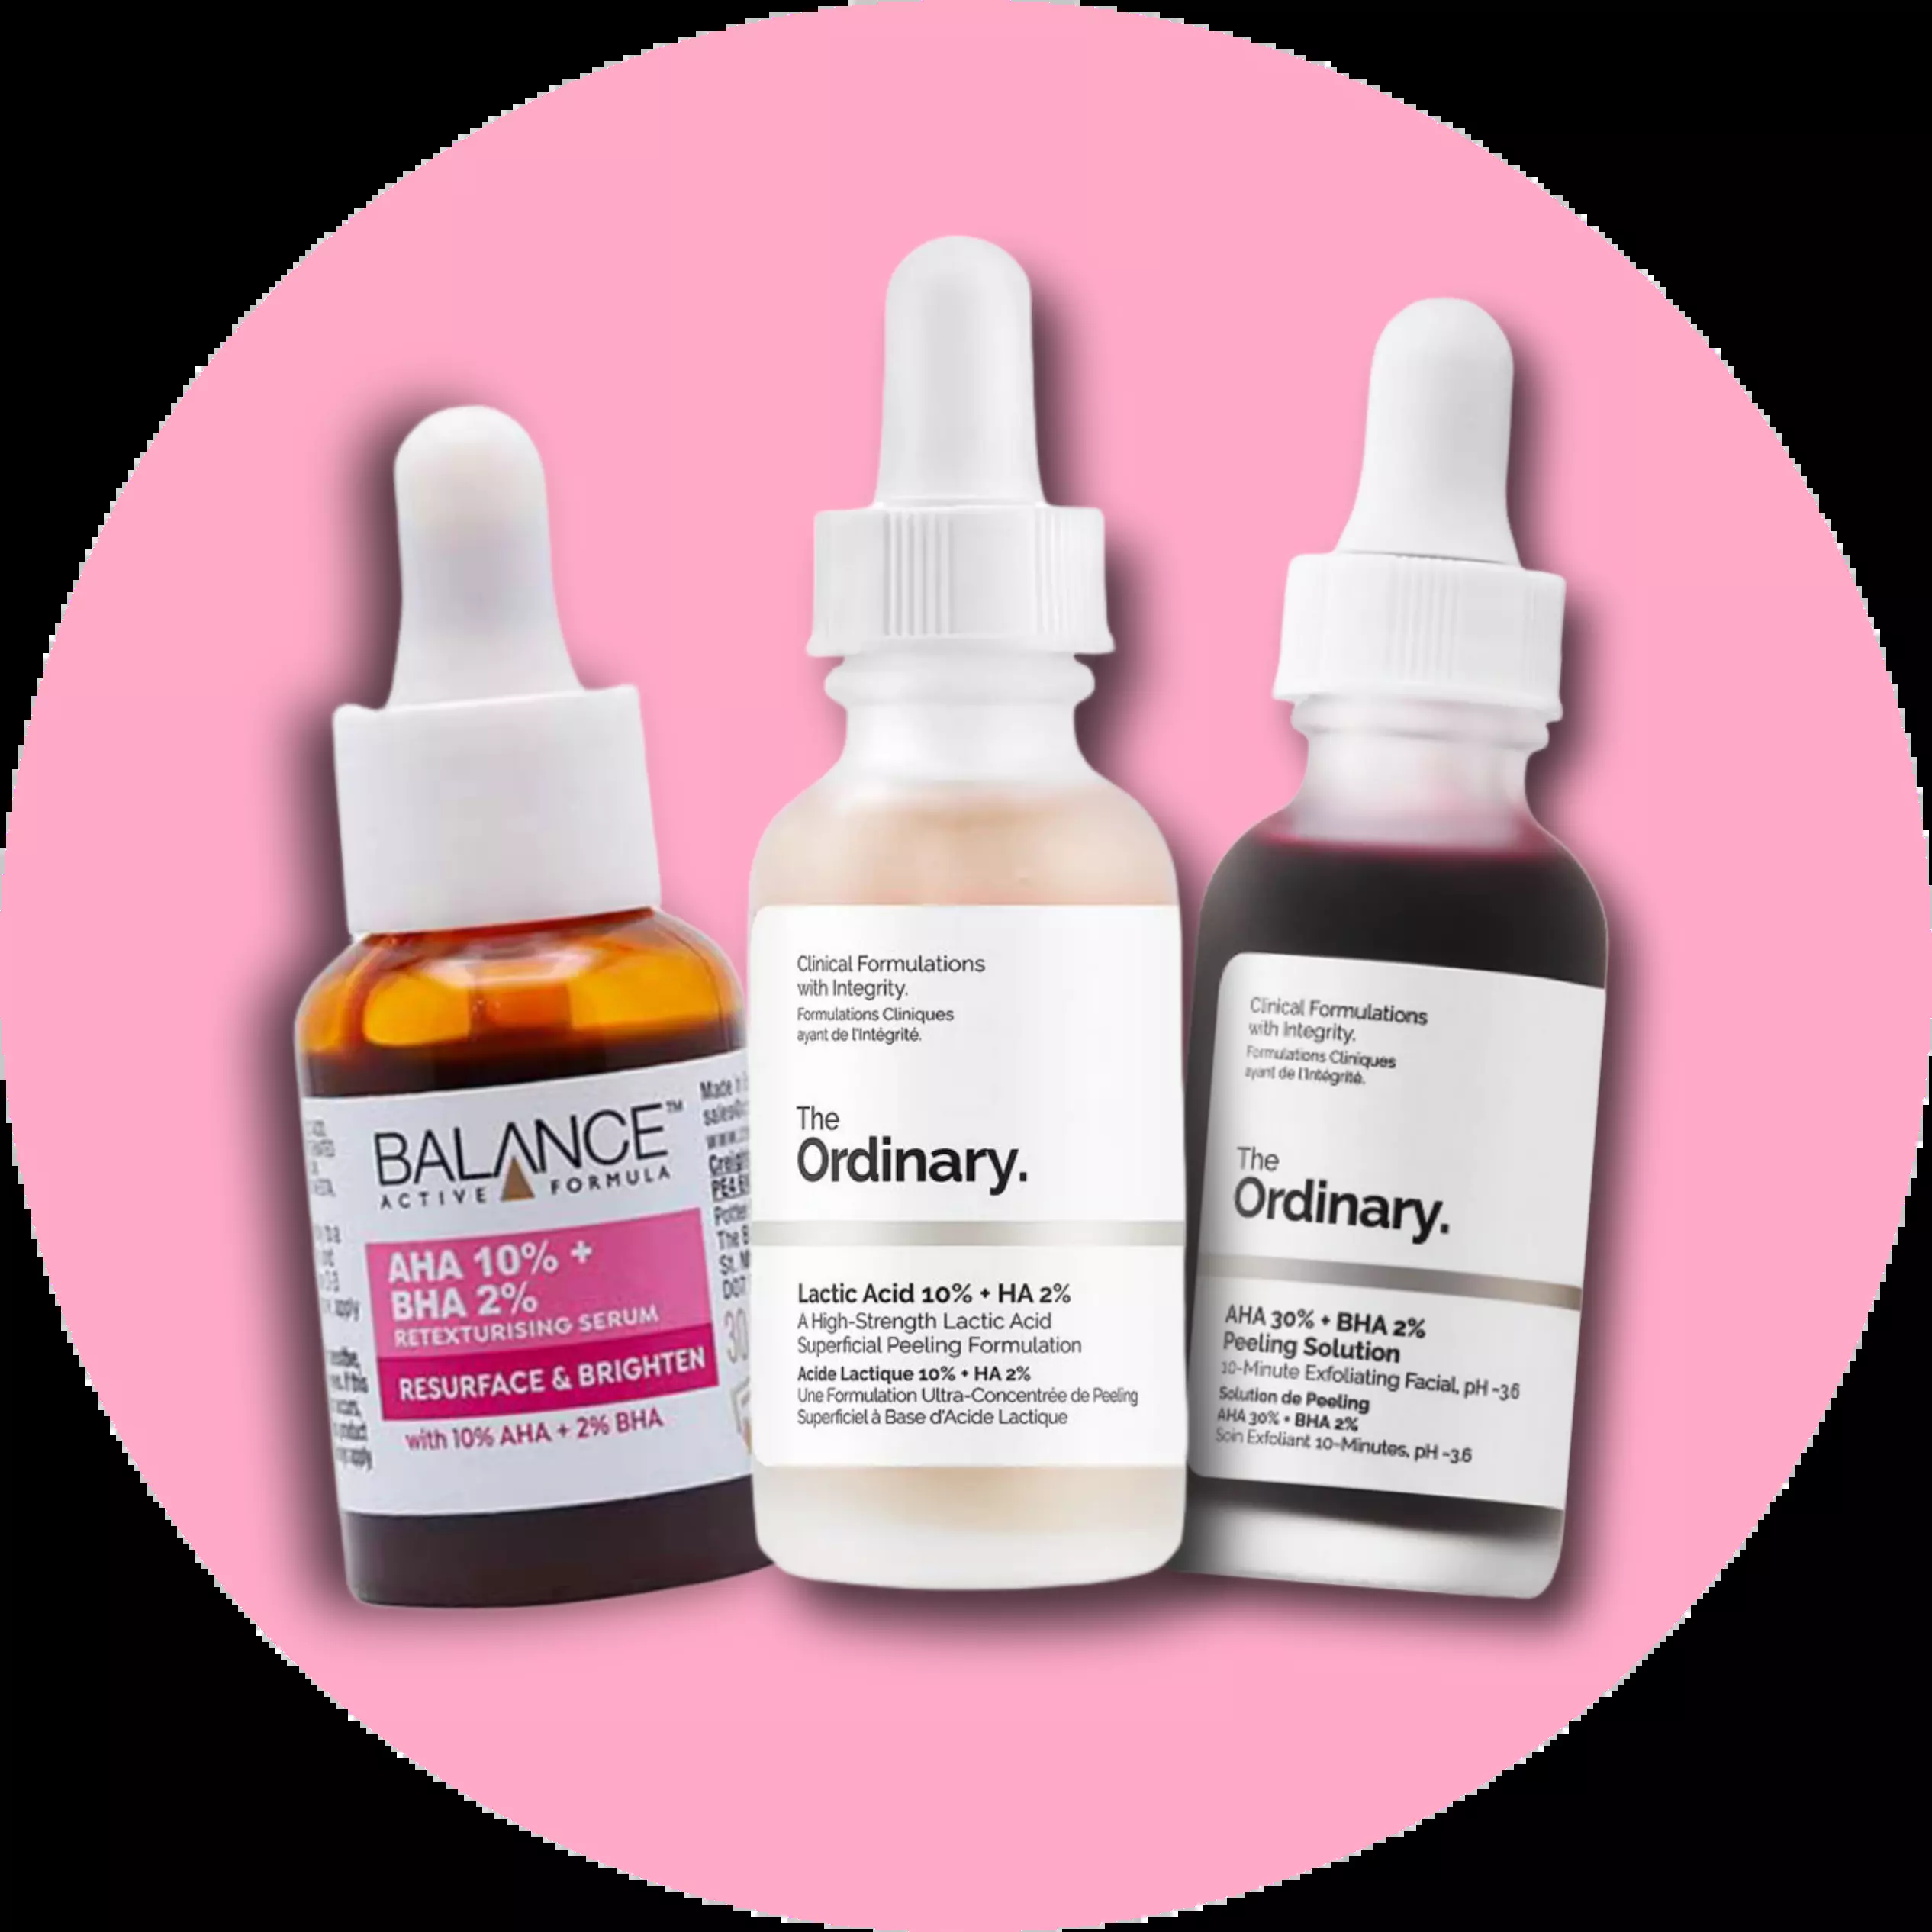 BALANCE™
ACTIVE FORMULA
AHA 10% +
BHA 2%
RETEXTURISING SERUM
RESURFACE & BRIGHTEN
with 10% AHA + 2% BHA
Made
30
Clinical Formulations
with Integrity.
Formulations Cliniques
ayant de l'Intégrité.
The
Ordinary.
Lactic Acid 10% + HA 2%
A High-Strength Lactic Acid
Superficial Peeling Formulation
Acide Lactique 10% + HA 2%
Une Formulation Ultra-Concentrée de Peeling
Superficiel à Base d'Acide Lactique
Clinical Formulations
with Integrity.
Formulations Cliniques
ayant de l'Intégrité.
The
Ordinary.
AHA 30% + BHA 2%
Peeling Solution
10-Minute Exfoliating Facial, pH ~3.6
Solution de Peeling
AHA 30% + BHA 2%
Soin Exfoliant 10-Minutes, pH ~3.6